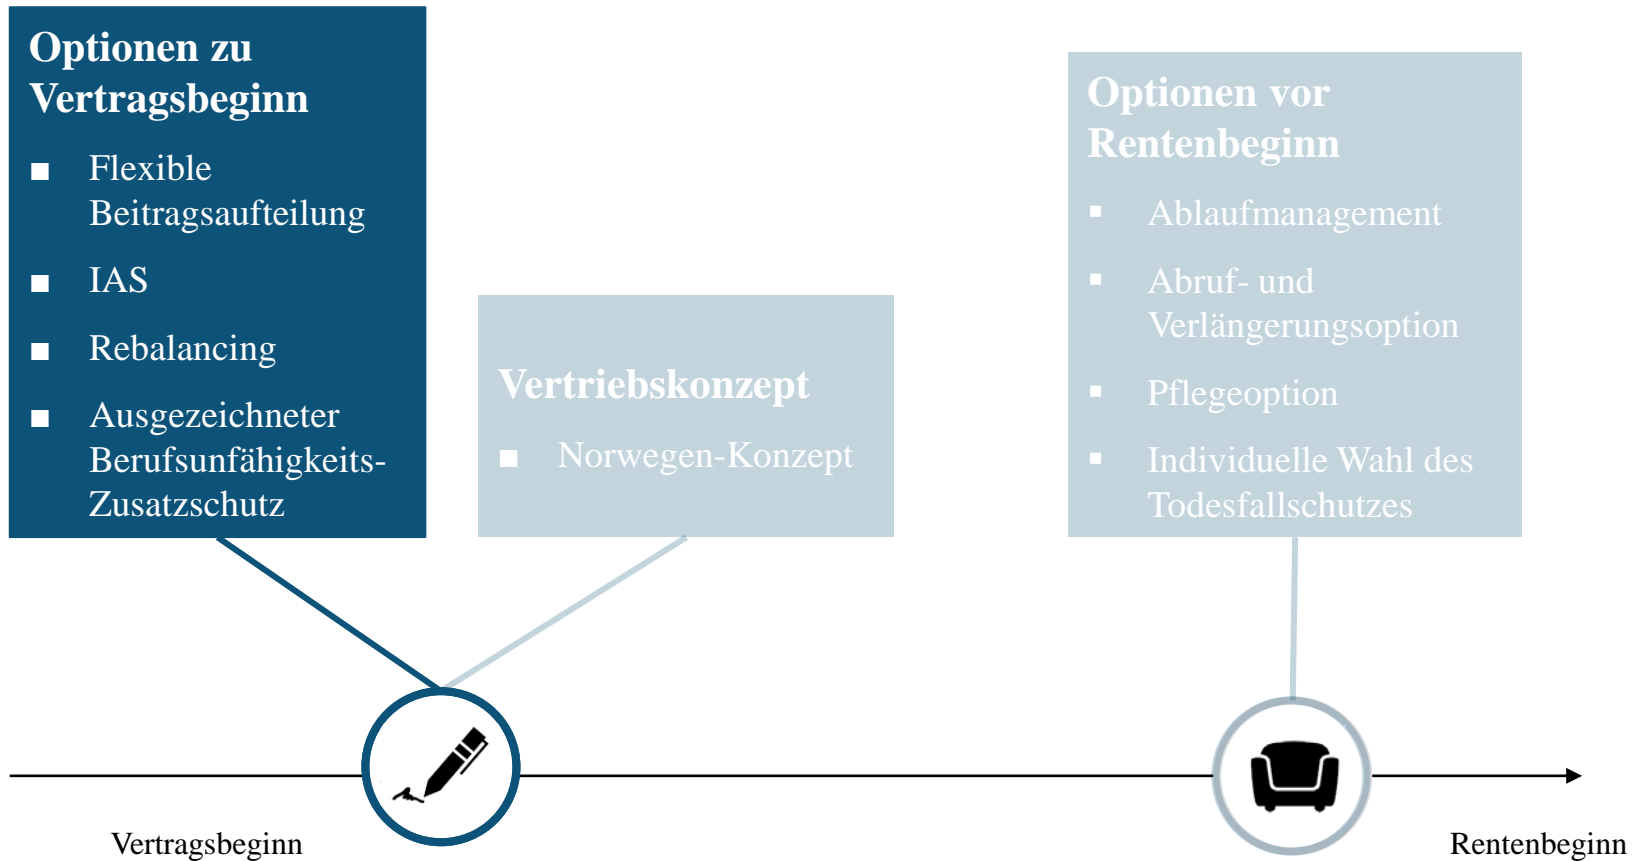 Optionen zu
Vertragsbeginn
■ Flexible
Beitragsaufteilung
■ IAS
■ Rebalancing
■ Ausgezeichneter
Berufsunfähigkeits-
Zusatzschutz
Vertriebskonzept
■ Norwegen-Konzept
Optionen vor
Rentenbeginn
▪ Ablaufmanagement
▪ Abruf- und
Verlängerungsoption
▪ Pflegeoption
▪ Individuelle Wahl des
Todesfallschutzes
Vertragsbeginn
Rentenbeginn